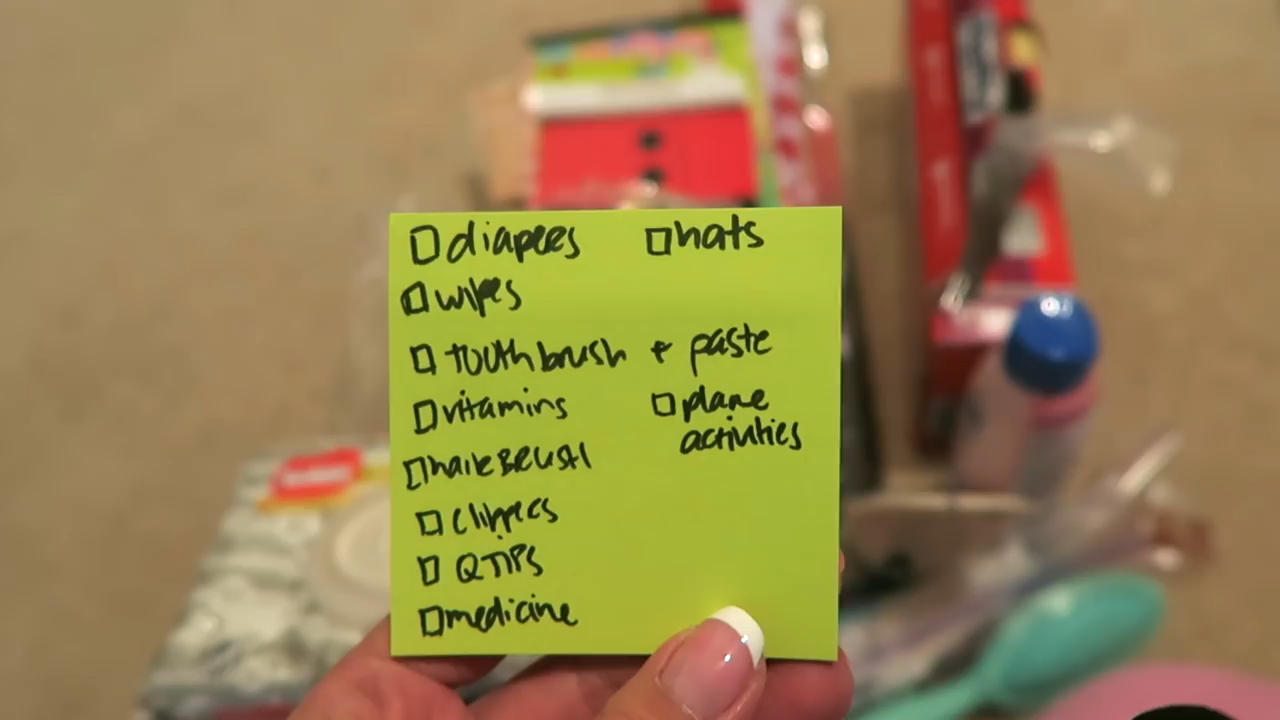 ☐ diapers ☐ hats
☐ wipes
☐ toothbrush + paste
☐ vitamins ☐ plane
activities
☐ hairBRUSH
☐ clippers
☐ QTIPS
☐ medicine